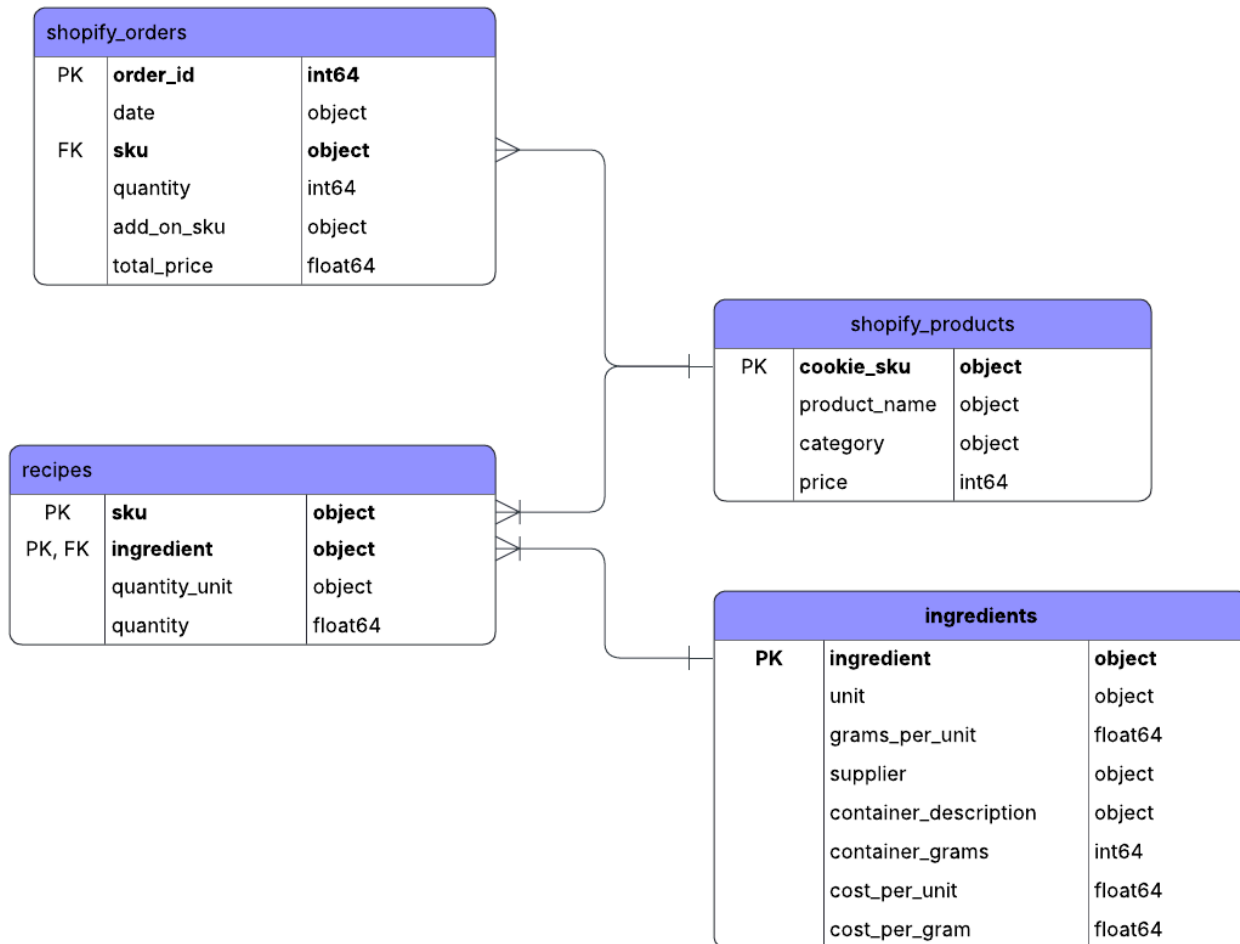 shopify_orders
PK order_id int64
date object
FK sku object
quantity int64
add_on_sku object
total_price float64
shopify_products
PK cookie_sku object
product_name object
category object
price int64
recipes
PK sku object
PK, FK ingredient object
quantity_unit object
quantity float64
ingredients
PK ingredient object
unit object
grams_per_unit float64
supplier object
container_description object
container_grams int64
cost_per_unit float64
cost_per_gram float64